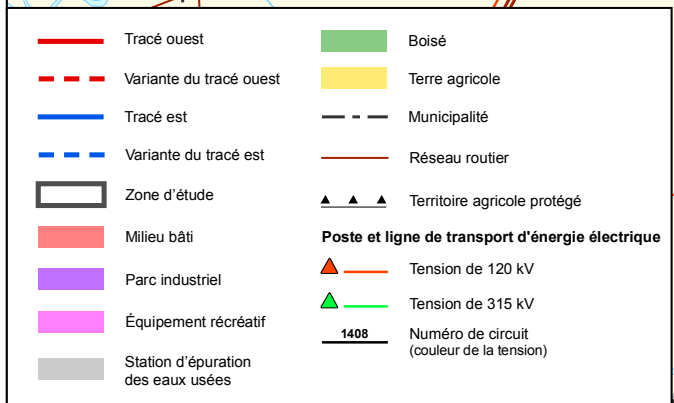 Tracé ouest
Variante du tracé ouest
Tracé est
Variante du tracé est
Zone d'étude
Milieu bâti
Parc industriel
Équipement récréatif
Station d'épuration
des eaux usées
Boisé
Terre agricole
Municipalité
Réseau routier
Territoire agricole protégé
Poste et ligne de transport d'énergie électrique
Tension de 120 kV
Tension de 315 kV
1408 Numéro de circuit
(couleur de la tension)